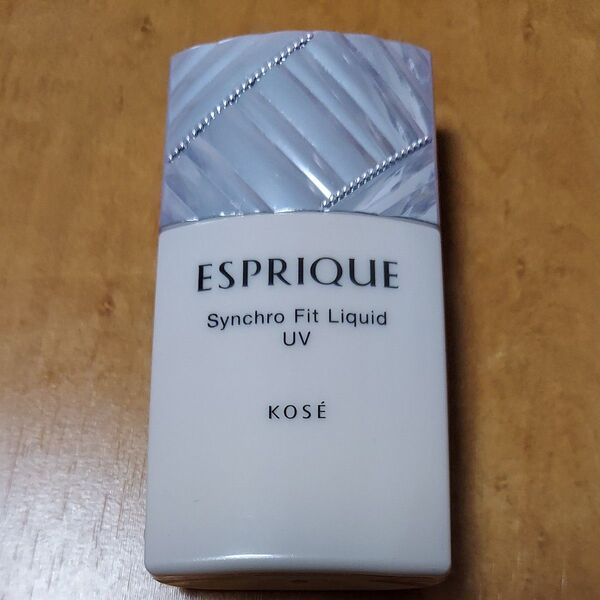 ESPRIQUE
Synchro Fit Liquid
UV
KOSÉ